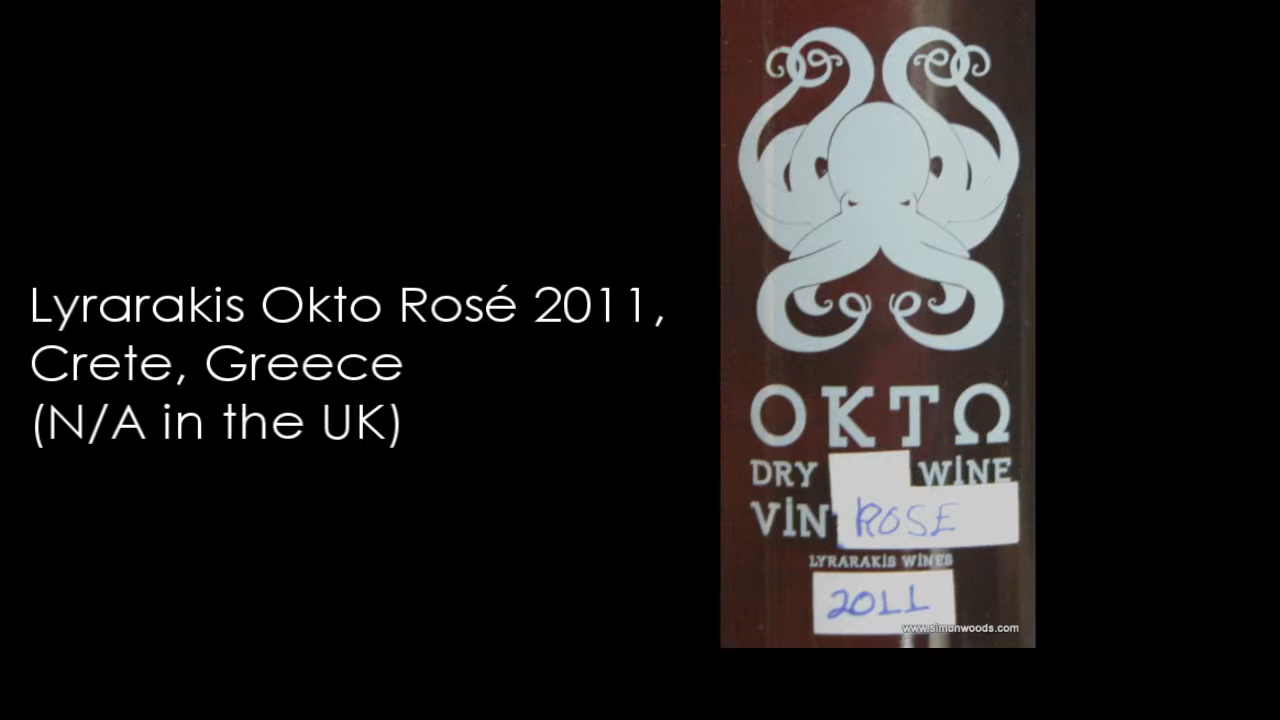 Lyrarakis Okto Rosé 2011,
Crete, Greece
(N/A in the UK)
OKTΩ
DRY WiNE
ViN ROSE
LYRARAKiS WiNES
2011
www.simonwoods.com